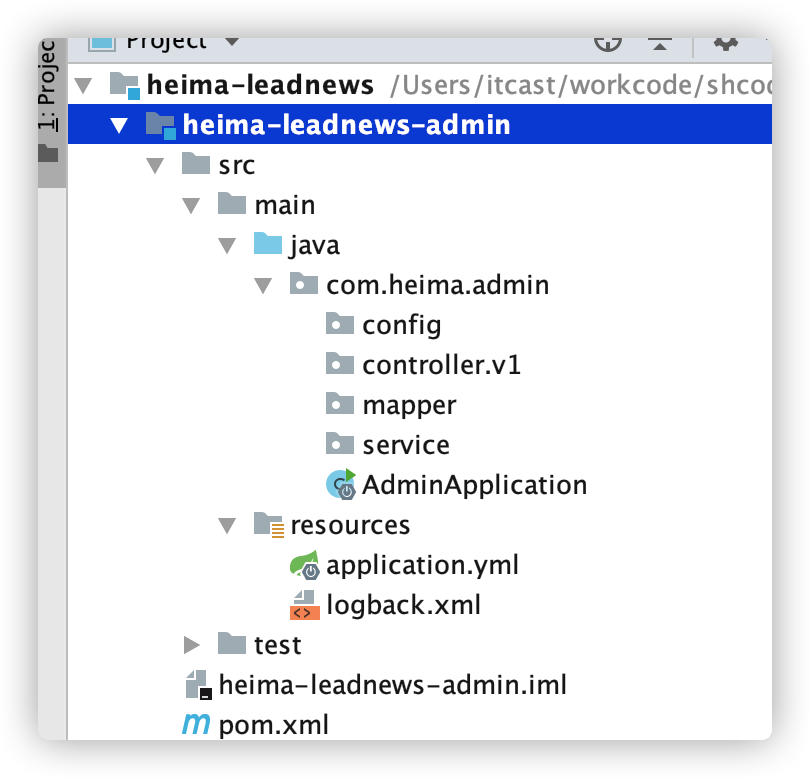 Project
1: Projec
heima-leadnews /Users/itcast/workcode/shcod
heima-leadnews-admin
src
main
java
com.heima.admin
config
controller.v1
mapper
service
AdminApplication
resources
application.yml
logback.xml
test
heima-leadnews-admin.iml
pom.xml